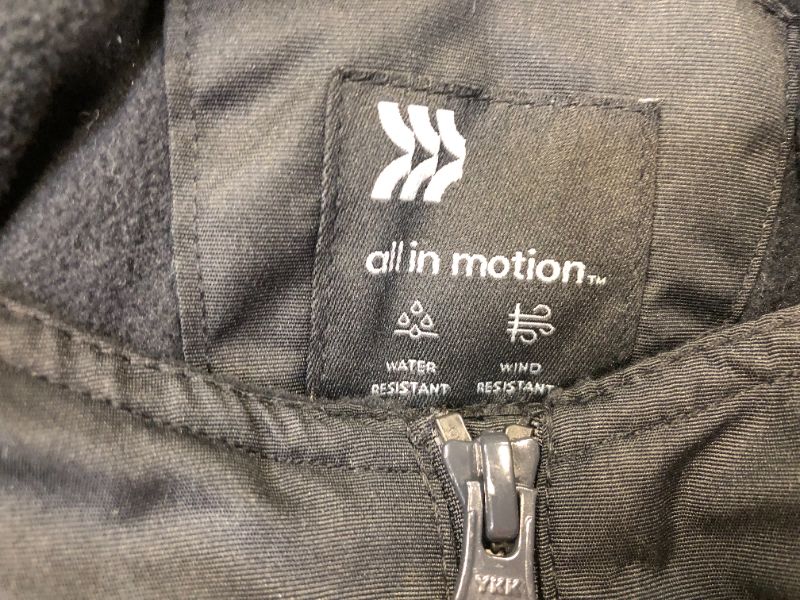 all in motion™
WATER WIND
RESISTANT RESISTANT
YKK